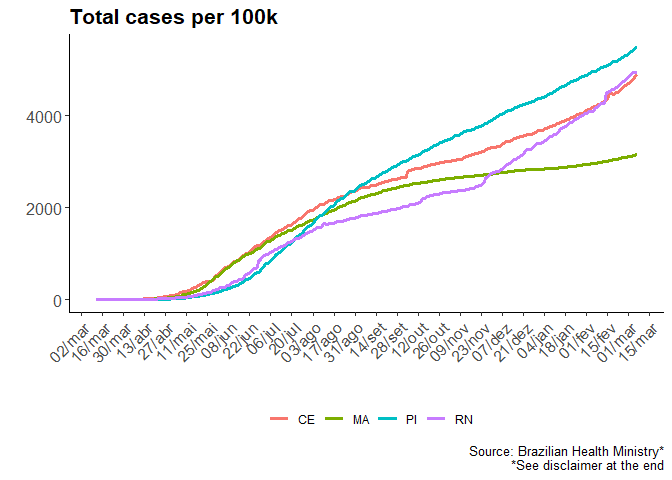 Total cases per 100k
4000
2000
0
02/mar
16/mar
30/mar
13/abr
27/abr
11/mai
25/mai
08/jun
22/jun
06/jul
20/jul
03/ago
17/ago
31/ago
14/set
28/set
12/out
26/out
09/nov
23/nov
07/dez
21/dez
04/jan
18/jan
01/fev
15/fev
01/mar
15/mar
CE MA PI RN
Source: Brazilian Health Ministry*
*See disclaimer at the end